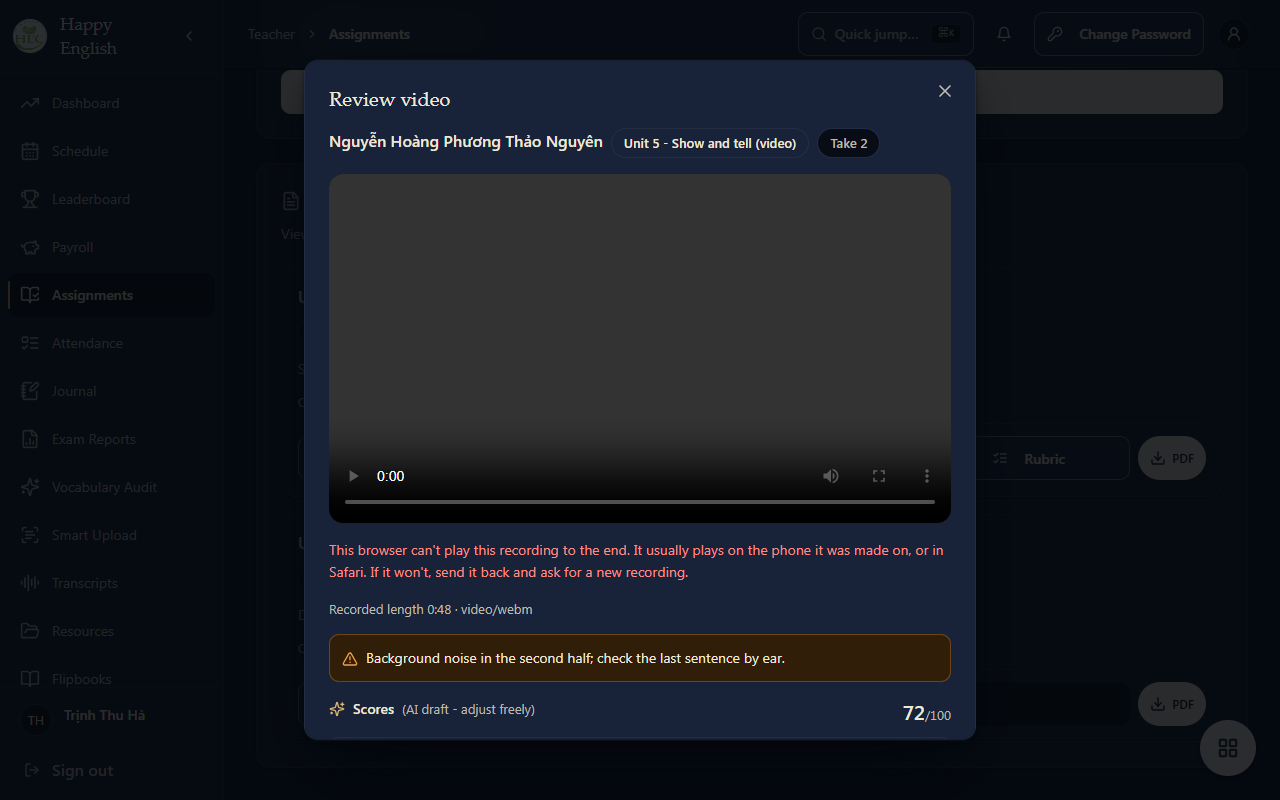 Happy
English
Teacher > Assignments
Quick jump... ⌘K
Change Password
Dashboard
Schedule
Leaderboard
Payroll
Assignments
Attendance
Journal
Exam Reports
Vocabulary Audit
Smart Upload
Transcripts
Resources
Flipbooks
TH Trịnh Thu Hà
Sign out
Review video
Nguyễn Hoàng Phương Thảo Nguyên Unit 5 - Show and tell (video) Take 2
0:00
This browser can't play this recording to the end. It usually plays on the phone it was made on, or in
Safari. If it won't, send it back and ask for a new recording.
Recorded length 0:48 · video/webm
Background noise in the second half; check the last sentence by ear.
Scores (AI draft - adjust freely) 72/100
Rubric PDF
PDF